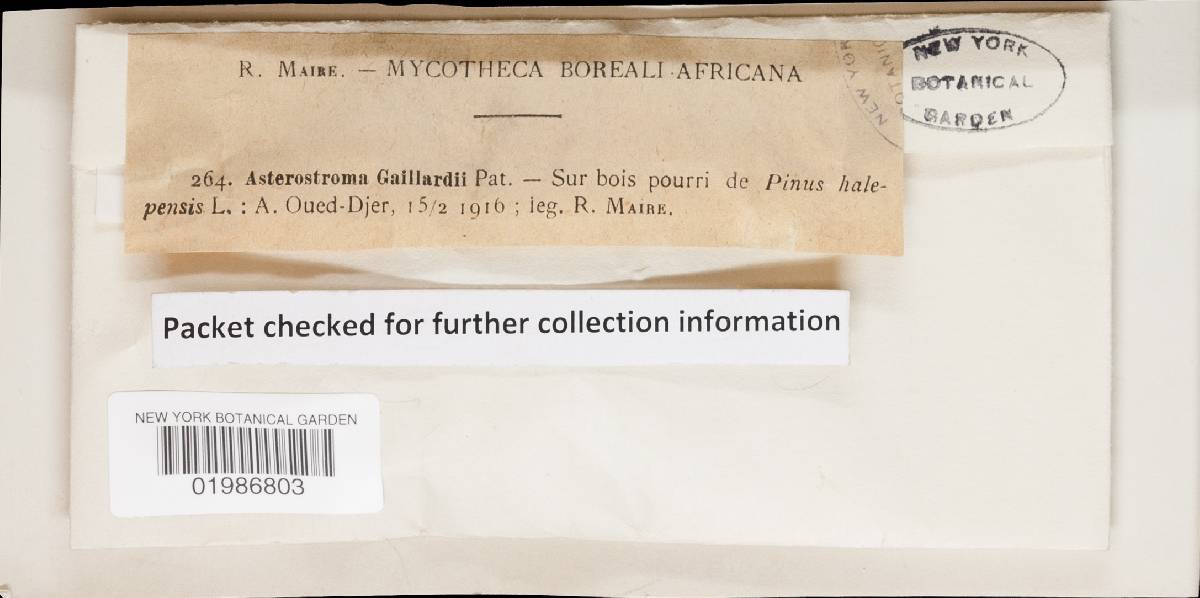 R. MAIRE. — MYCOTHECA BOREALI-AFRICANA
NEW YORK
BOTANICAL
GARDEN
264. Asterostroma Gaillardii Pat. — Sur bois pourri de Pinus hale-
pensis L. : A. Oued-Djer, 15/2 1916 ; leg. R. MAIRE.
Packet checked for further collection information
NEW YORK BOTANICAL GARDEN
01986803